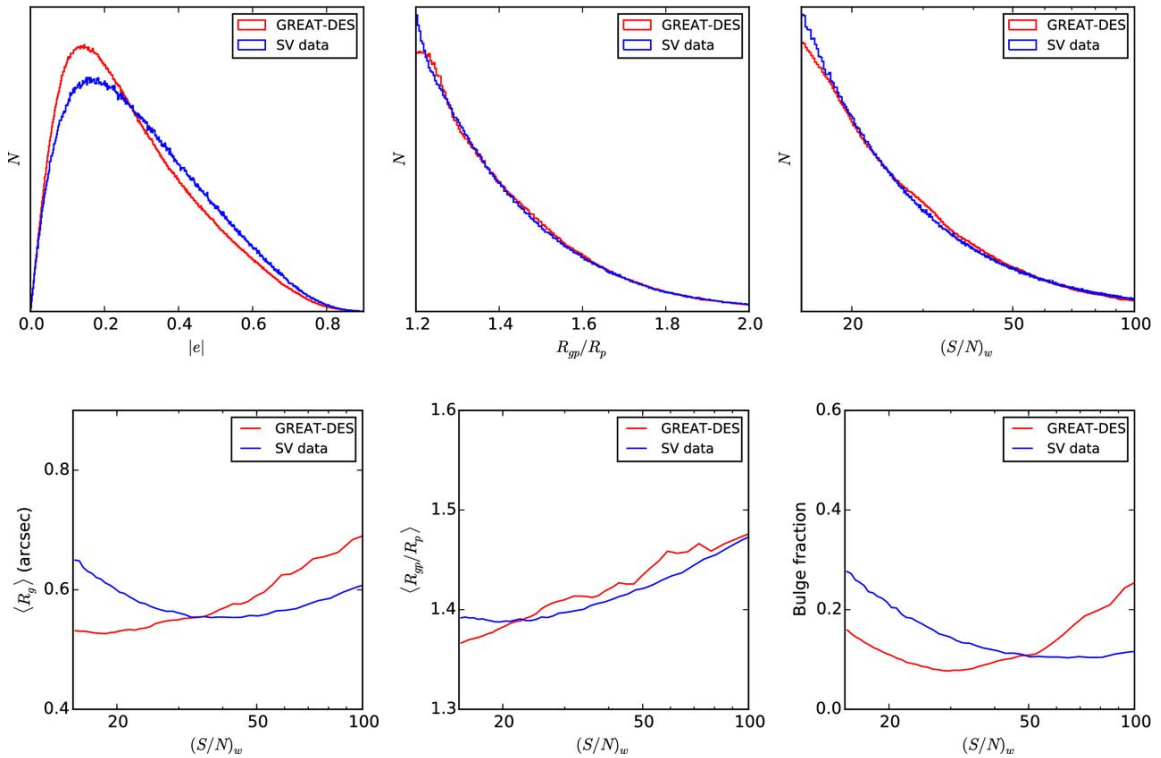 GREAT-DES
SV data
N
0.0 0.2 0.4 0.6 0.8
|e|
GREAT-DES
SV data
N
1.2 1.4 1.6 1.8 2.0
R_gp/R_p
GREAT-DES
SV data
N
20 50 100
(S/N)_w
GREAT-DES
SV data
⟨R_g⟩ (arcsec)
0.8
0.6
0.4
20 50 100
(S/N)_w
GREAT-DES
SV data
⟨R_gp/R_p⟩
1.6
1.5
1.4
1.3
20 50 100
(S/N)_w
GREAT-DES
SV data
Bulge fraction
0.6
0.4
0.2
0.0
20 50 100
(S/N)_w